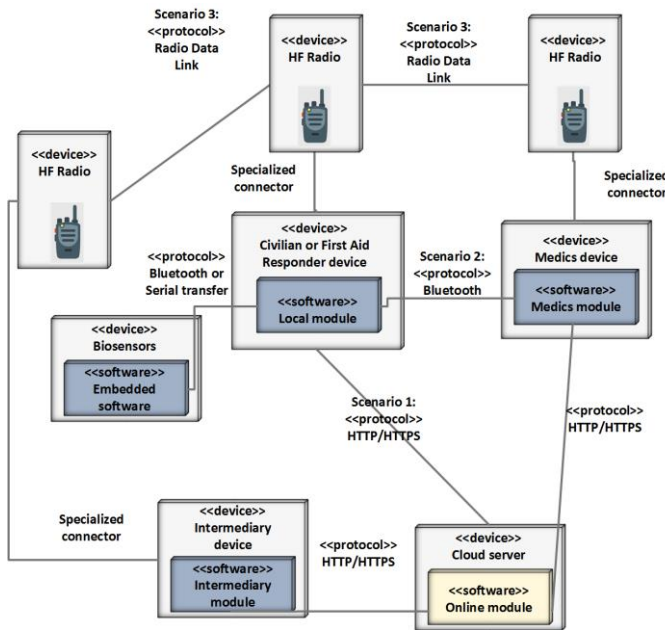 Scenario 3:
<<protocol>>
Radio Data
Link
<<device>>
HF Radio
Scenario 3:
<<protocol>>
Radio Data
Link
<<device>>
HF Radio
<<device>>
HF Radio
Specialized
connector
Specialized
connector
<<protocol>>
Bluetooth or
Serial transfer
<<device>>
Civilian or First Aid
Responder device
<<software>>
Local module
Scenario 2:
<<protocol>>
Bluetooth
<<device>>
Medics device
<<software>>
Medics module
<<device>>
Biosensors
<<software>>
Embedded
software
Scenario 1:
<<protocol>>
HTTP/HTTPS
<<protocol>>
HTTP/HTTPS
Specialized
connector
<<device>>
Intermediary
device
<<software>>
Intermediary
module
<<protocol>>
HTTP/HTTPS
<<device>>
Cloud server
<<software>>
Online module